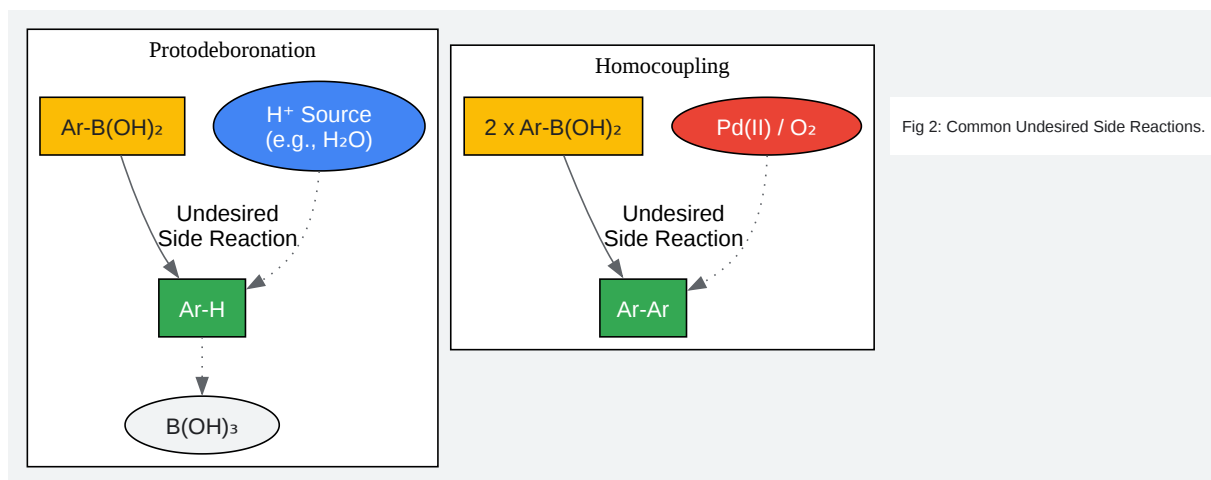 Protodeboronation
Ar-B(OH)₂
H⁺ Source
(e.g., H₂O)
Undesired
Side Reaction
Ar-H
B(OH)₃
Homocoupling
2 x Ar-B(OH)₂
Pd(II) / O₂
Undesired
Side Reaction
Ar-Ar
Fig 2: Common Undesired Side Reactions.